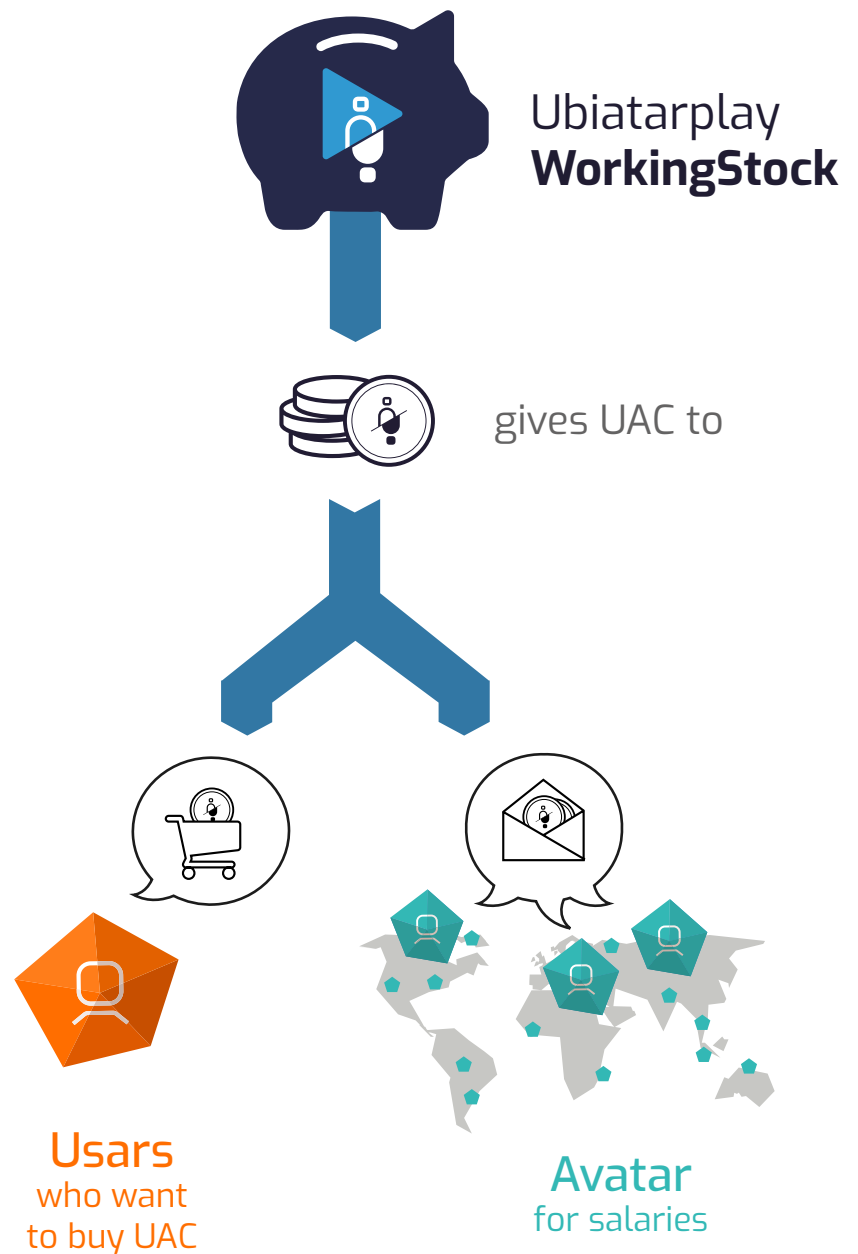 Ubiatarplay
WorkingStock
gives UAC to
Usars
who want
to buy UAC
Avatar
for salaries